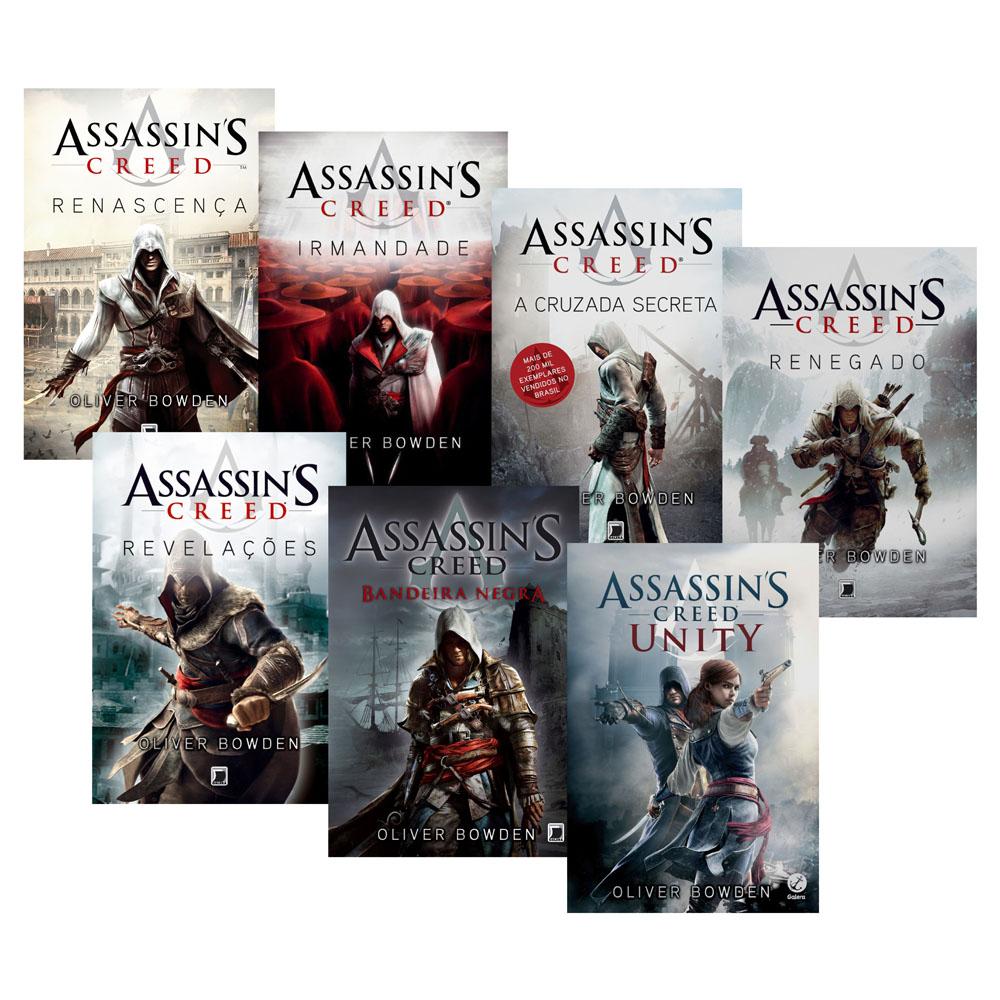 ASSASSIN'S
CREED™
RENASCENÇA
OLIVER BOWDEN
ASSASSIN'S
CREED®
IRMANDADE
ER BOWDEN
ASSASSIN'S
CREED®
A CRUZADA SECRETA
MAIS DE
200 MIL
EXEMPLARES
VENDIDOS NO
BRASIL
ER BOWDEN
ASSASSIN'S
CREED
RENEGADO
ER BOWDEN
ASSASSIN'S
CREED
REVELAÇÕES
OLIVER BOWDEN
ASSASSIN'S
CREED
BANDEIRA NEGRA
OLIVER BOWDEN
ASSASSIN'S
CREED
UNITY
OLIVER BOWDEN
Galera